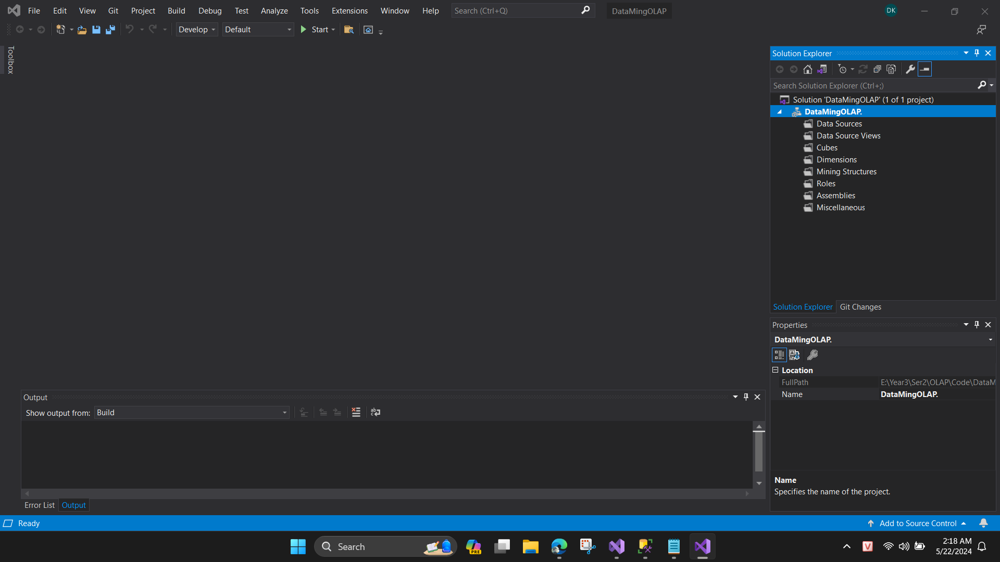 File Edit View Git Project Build Debug Test Analyze Tools Extensions Window Help Search (Ctrl+Q) DataMingOLAP DK
Develop Default Start
Toolbox
Solution Explorer
Search Solution Explorer (Ctrl+;)
Solution 'DataMingOLAP' (1 of 1 project)
DataMingOLAP.
Data Sources
Data Source Views
Cubes
Dimensions
Mining Structures
Roles
Assemblies
Miscellaneous
Solution Explorer Git Changes
Properties
DataMingOLAP.
Location
FullPath E:\Year3\Ser2\OLAP\Code\DataM
Name DataMingOLAP.
Name
Specifies the name of the project.
Output
Show output from: Build
Error List Output
Ready Add to Source Control
Search PRE V 2:18 AM
5/22/2024